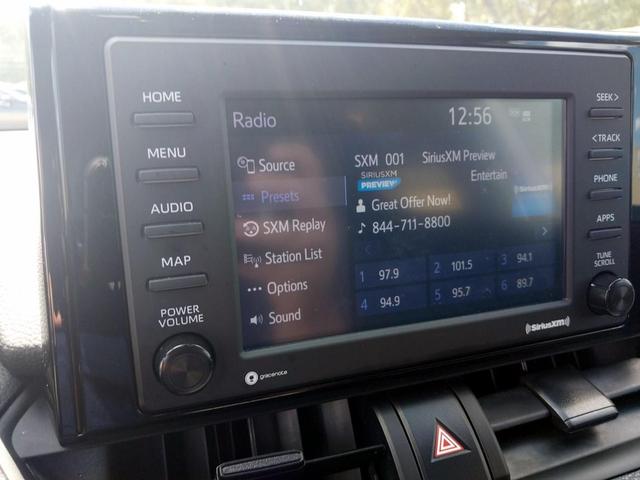 HOME
MENU
AUDIO
MAP
POWER
VOLUME
Radio
12:56
Source
Presets
SXM Replay
Station List
Options
Sound
SXM 001 SiriusXM Preview
SIRIUSXM
PREVIEW
Entertain
SiriusXM
Great Offer Now!
844-711-8800
1 97.9
2 101.5
3 94.1
4 94.9
5 95.7
6 89.7
gracenote
SiriusXM
SEEK >
< TRACK
PHONE
APPS
TUNE
SCROLL